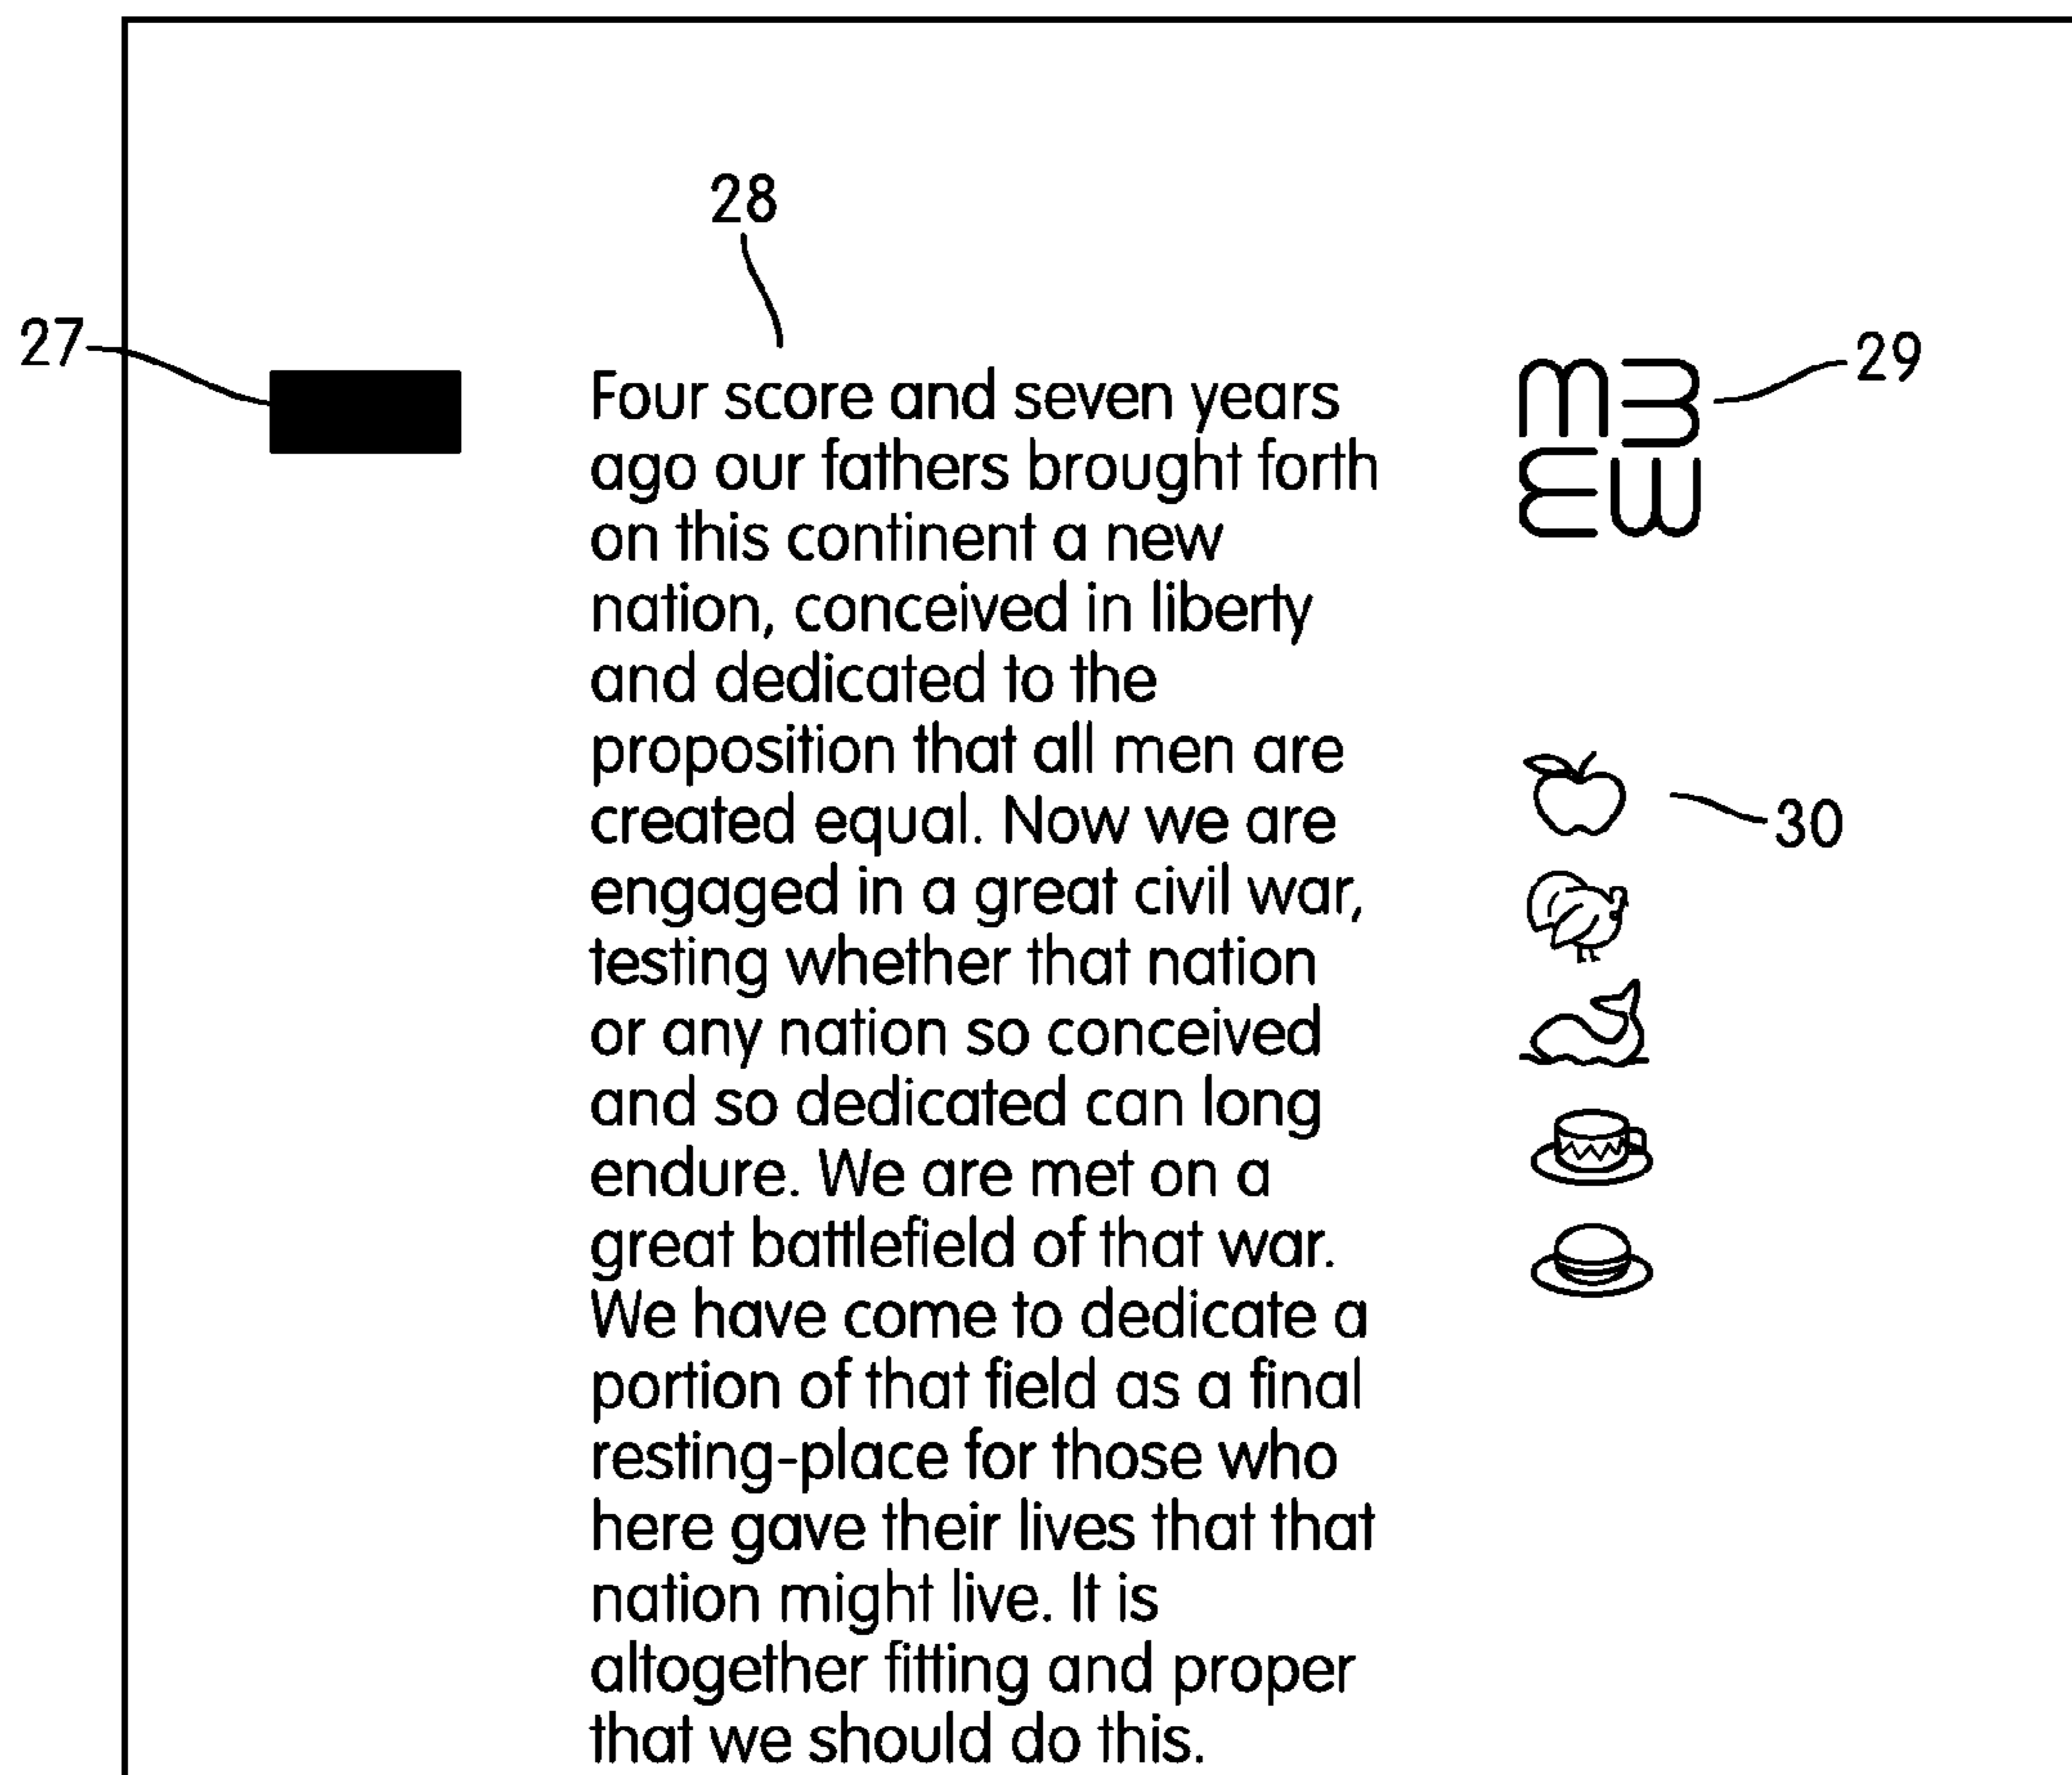 28
27
29
Four score and seven years
ago our fathers brought forth
on this continent a new
nation, conceived in liberty
and dedicated to the
proposition that all men are
created equal. Now we are
engaged in a great civil war,
testing whether that nation
or any nation so conceived
and so dedicated can long
endure. We are met on a
great battlefield of that war.
We have come to dedicate a
portion of that field as a final
resting-place for those who
here gave their lives that that
nation might live. It is
altogether fitting and proper
that we should do this.
m m
m m
30